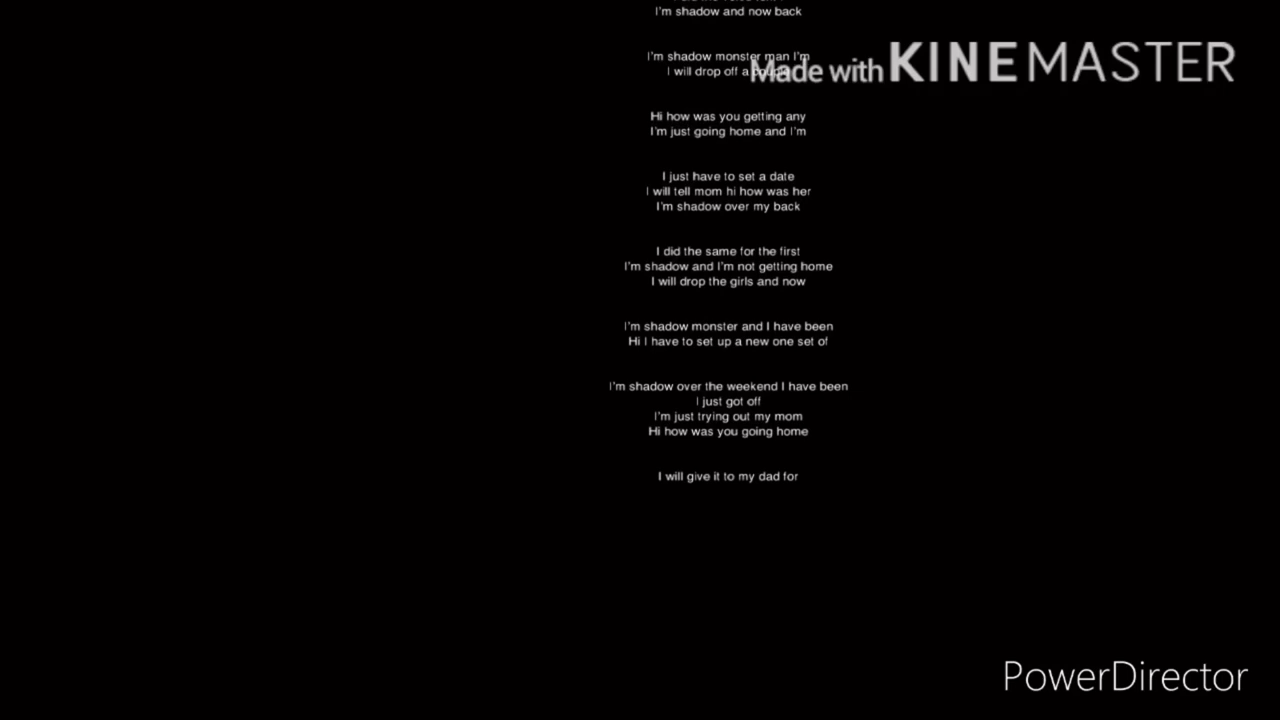 I'm shadow and now back
I'm shadow monster man I'm
I will drop off a
Made with KINEMASTER
Hi how was you getting any
I'm just going home and I'm
I just have to set a date
I will tell mom hi how was her
I'm shadow over my back
I did the same for the first
I'm shadow and I'm not getting home
I will drop the girls and now
I'm shadow monster and I have been
Hi I have to set up a new one set of
I'm shadow over the weekend I have been
I just got off
I'm just trying out my mom
Hi how was you going home
I will give it to my dad for
PowerDirector